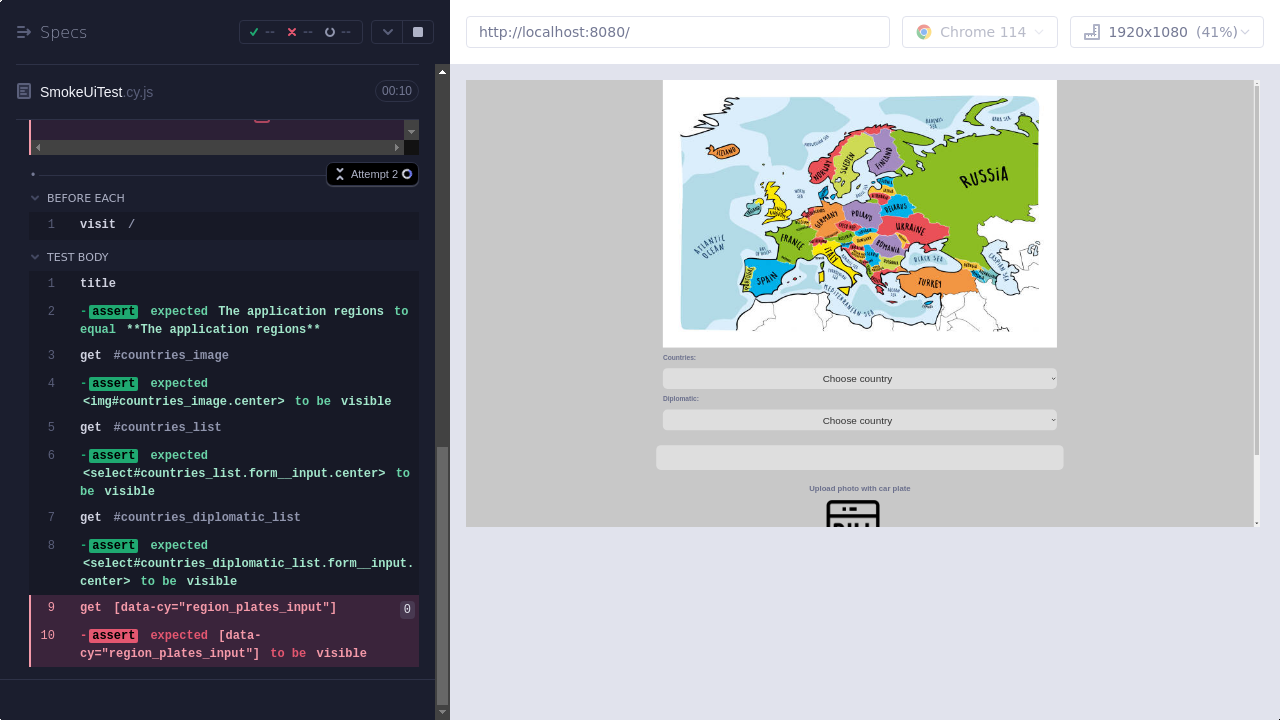 Specs
--
--
--
http://localhost:8080/
Chrome 114
1920x1080 (41%)
SmokeUiTest.cy.js
00:10
Attempt 2
BEFORE EACH
1 visit /
TEST BODY
1 title
2 -assert expected The application regions to
equal **The application regions**
3 get #countries_image
4 -assert expected
<img#countries_image.center> to be visible
5 get #countries_list
6 -assert expected
<select#countries_list.form__input.center> to
be visible
7 get #countries_diplomatic_list
8 -assert expected
<select#countries_diplomatic_list.form__input.
center> to be visible
9 get [data-cy="region_plates_input"] 0
10 -assert expected [data-
cy="region_plates_input"] to be visible
BARENTS SEA
KARA SEA
NORWEGIAN SEA
ICELAND
NORWAY
SWEDEN
FINLAND
RUSSIA
NORTH SEA
ATLANTIC OCEAN
GERMANY
POLAND
BELARUS
UKRAINE
FRANCE
ROMANIA
ITALY
SPAIN
PORTUGAL
BLACK SEA
CASPIAN SEA
TURKEY
MEDITERRANEAN SEA
Countries:
Choose country
Diplomatic:
Choose country
Upload photo with car plate